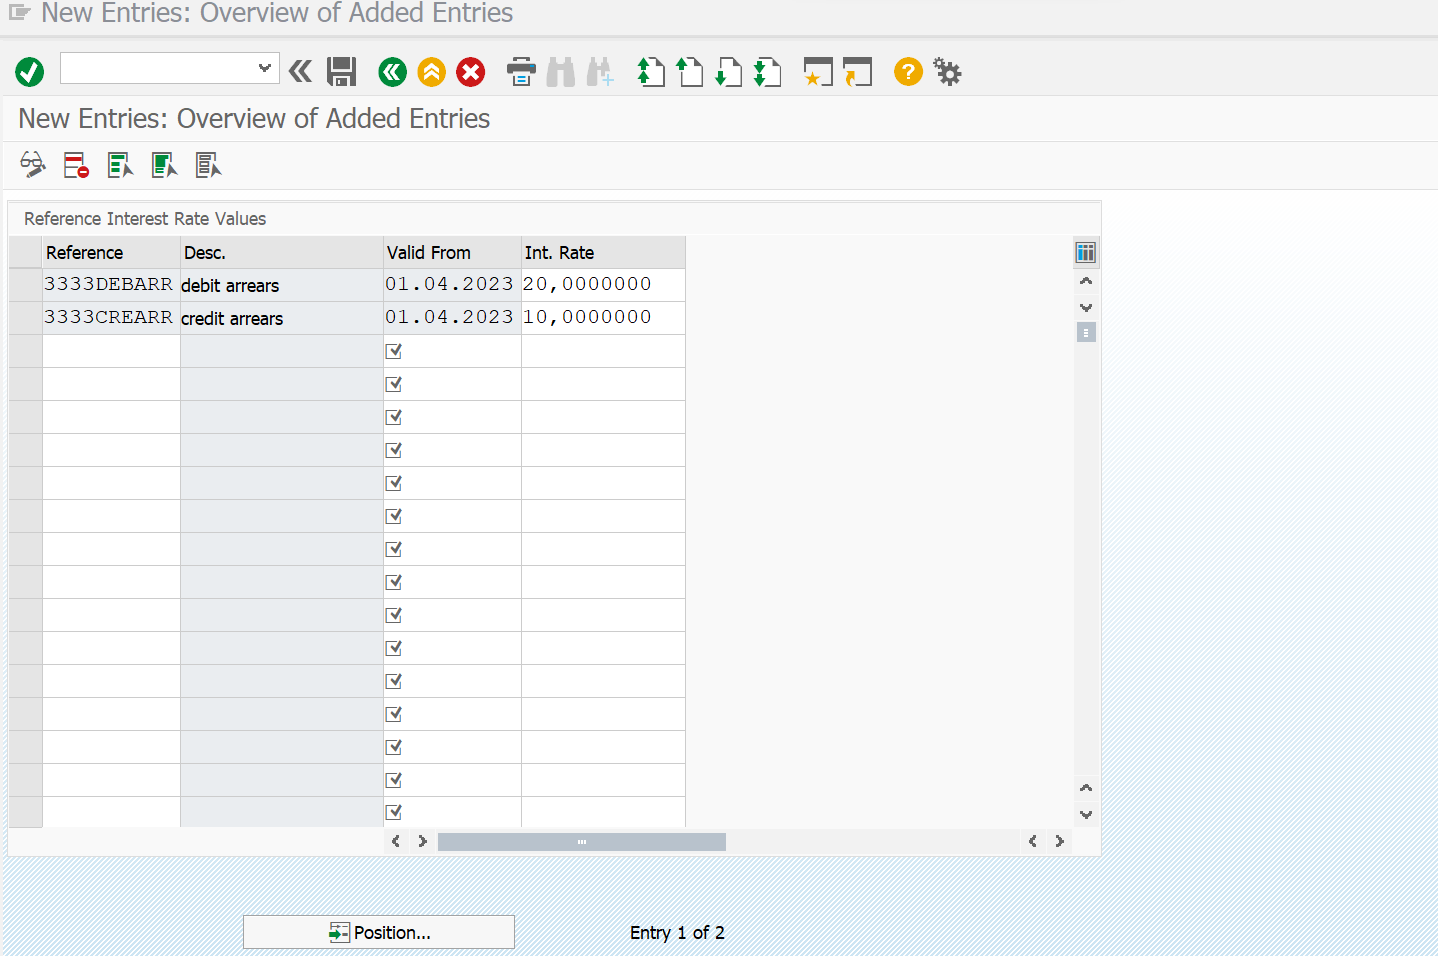 New Entries: Overview of Added Entries
New Entries: Overview of Added Entries
Reference Interest Rate Values
Reference Desc. Valid From Int. Rate
3333DEBARR debit arrears 01.04.2023 20,0000000
3333CREARR credit arrears 01.04.2023 10,0000000
Position... Entry 1 of 2